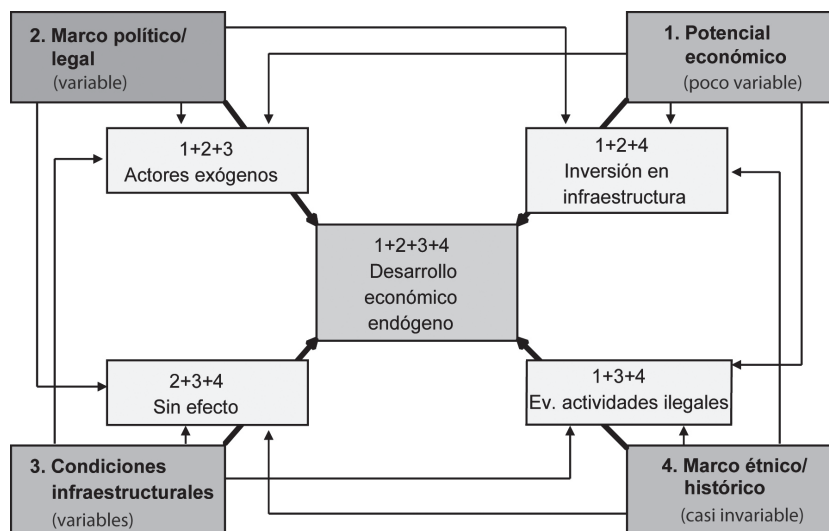 2. Marco político/
legal
(variable)
1. Potencial
económico
(poco variable)
1+2+3
Actores exógenos
1+2+4
Inversión en
infraestructura
1+2+3+4
Desarrollo
económico
endógeno
2+3+4
Sin efecto
1+3+4
Ev. actividades ilegales
3. Condiciones
infraestructurales
(variables)
4. Marco étnico/
histórico
(casi invariable)